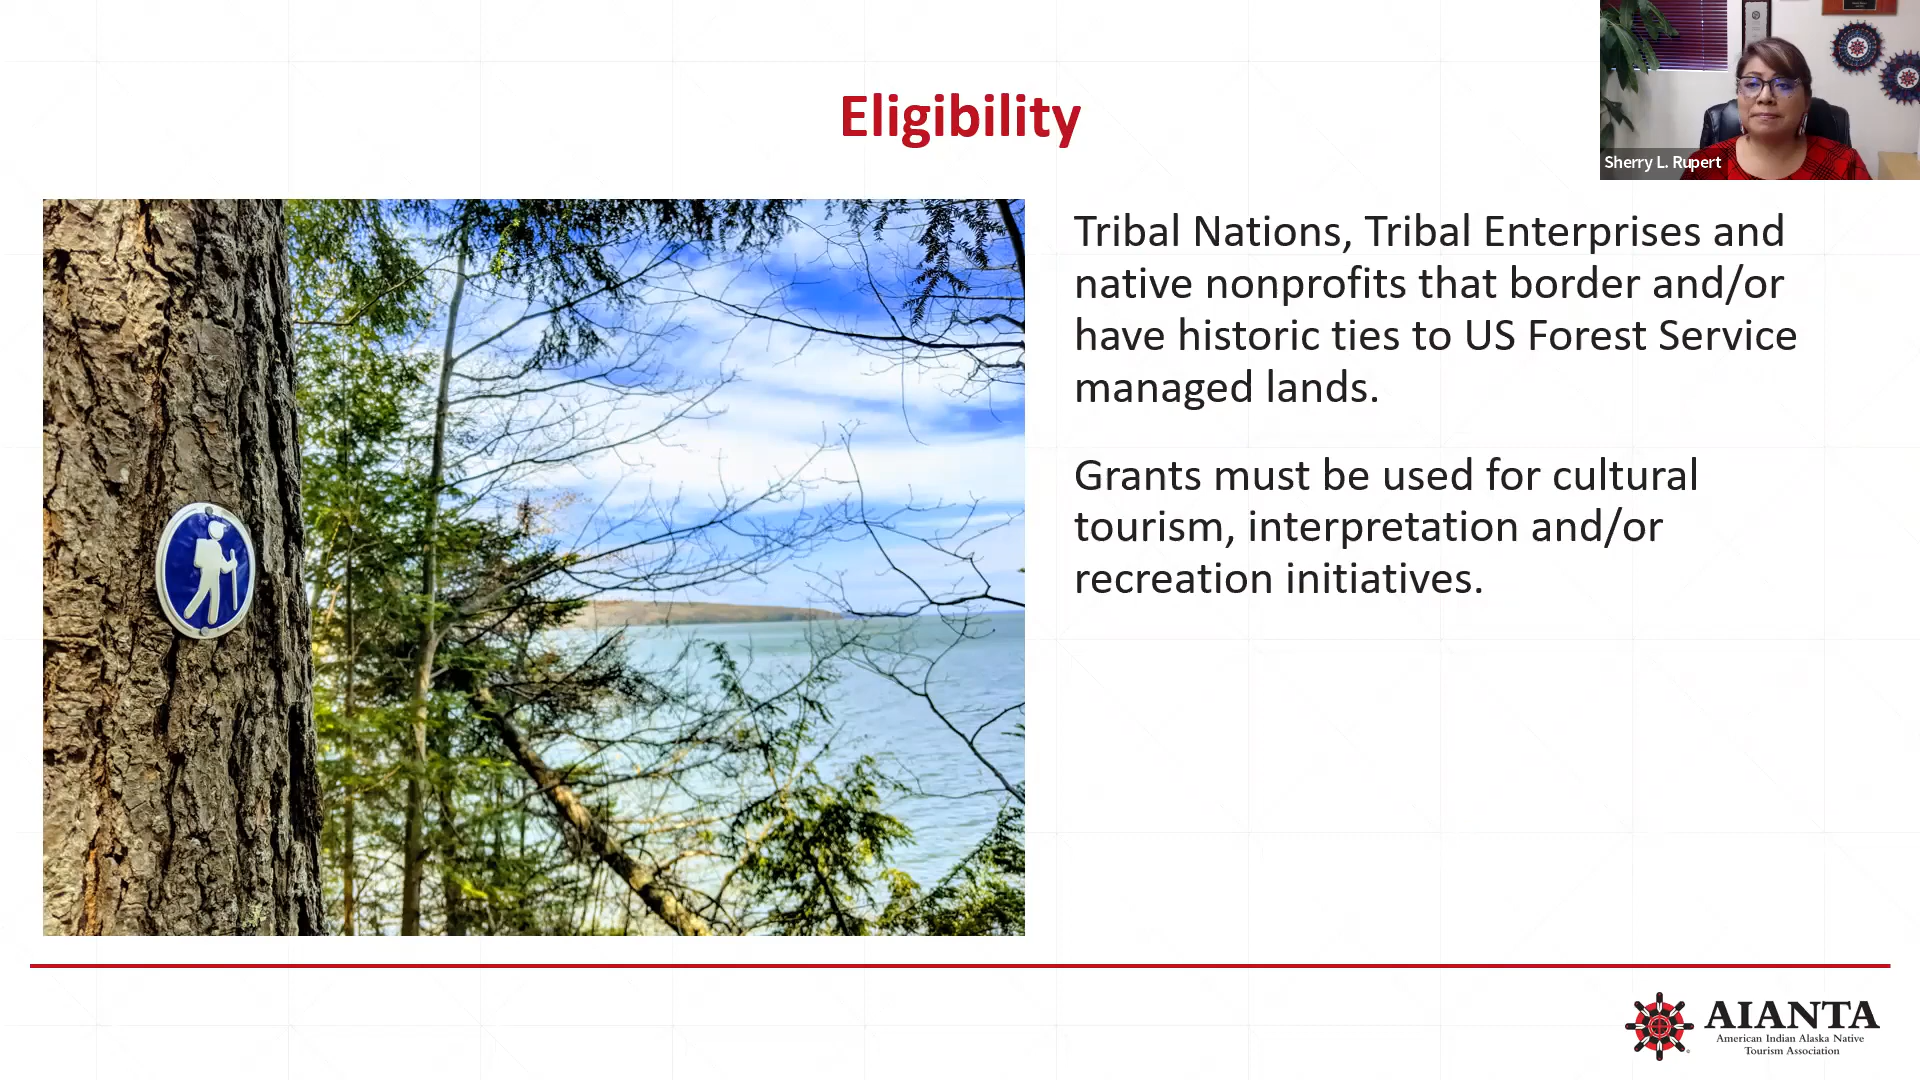 Eligibility
Sherry L. Rupert
Tribal Nations, Tribal Enterprises and
native nonprofits that border and/or
have historic ties to US Forest Service
managed lands.
Grants must be used for cultural
tourism, interpretation and/or
recreation initiatives.
AIANTA
American Indian Alaska Native
Tourism Association